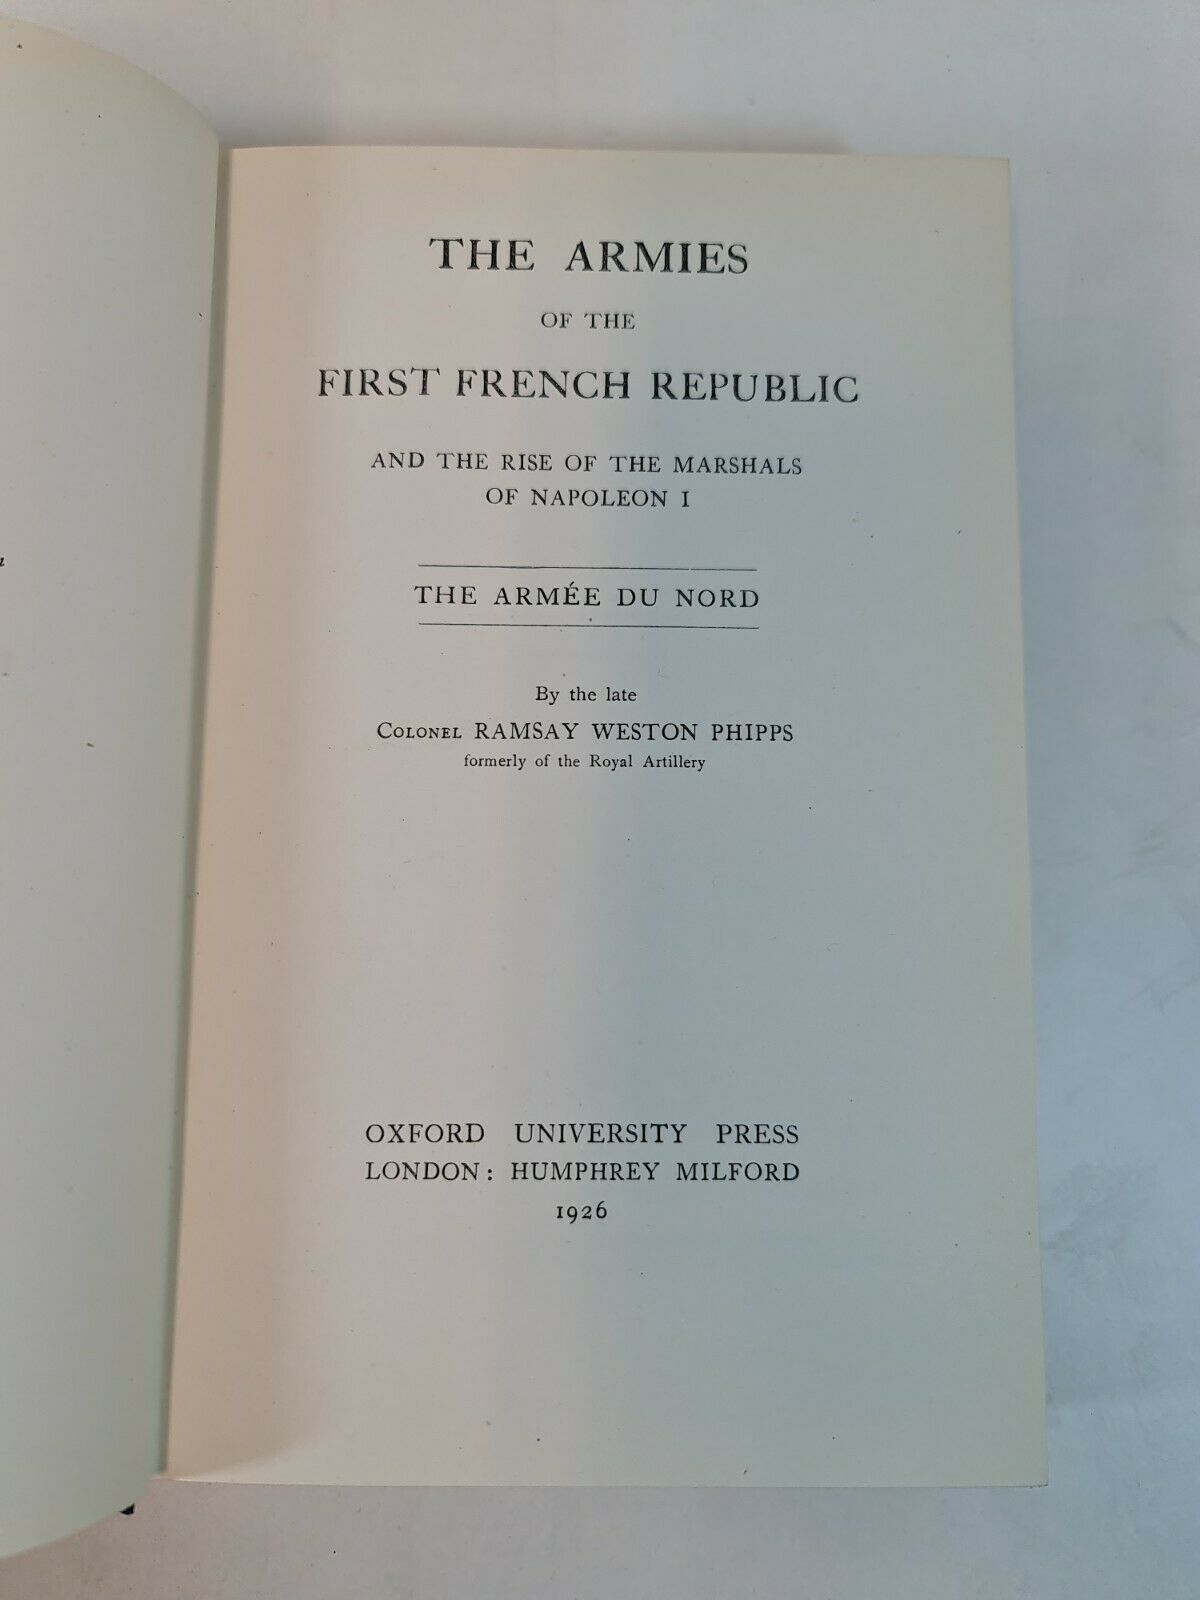 THE ARMIES
OF THE
FIRST FRENCH REPUBLIC
AND THE RISE OF THE MARSHALS
OF NAPOLEON I
THE ARMÉE DU NORD
By the late
COLONEL RAMSAY WESTON PHIPPS
formerly of the Royal Artillery
OXFORD UNIVERSITY PRESS
LONDON: HUMPHREY MILFORD
1926